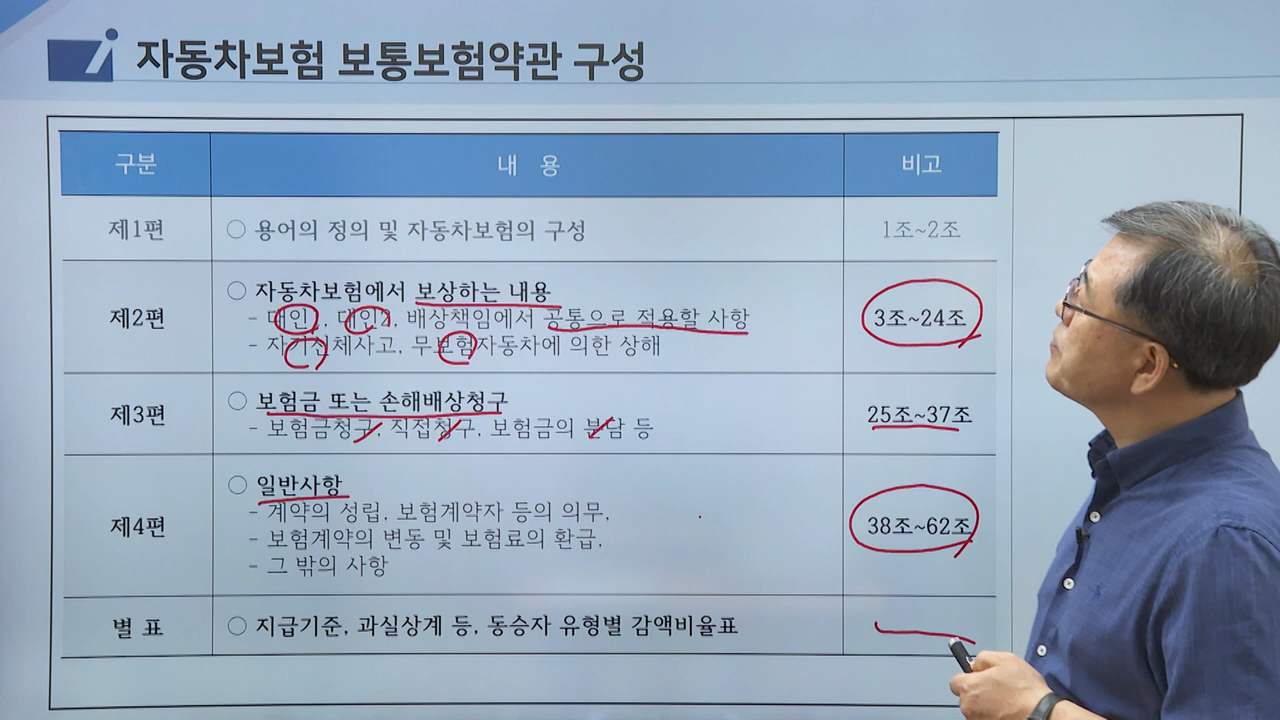 자동차보험 보통보험약관 구성
구분 내 용 비고
제1편 ○ 용어의 정의 및 자동차보험의 구성 1조~2조
제2편 ○ 자동차보험에서 보상하는 내용 3조~24조
- 대인1, 대인2, 배상책임에서 공통으로 적용할 사항
- 자기신체사고, 무보험자동차에 의한 상해
제3편 ○ 보험금 또는 손해배상청구 25조~37조
- 보험금청구, 직접청구, 보험금의 분담 등
제4편 ○ 일반사항 38조~62조
- 계약의 성립, 보험계약자 등의 의무,
- 보험계약의 변동 및 보험료의 환급,
- 그 밖의 사항
별 표 ○ 지급기준, 과실상계 등, 동승자 유형별 감액비율표